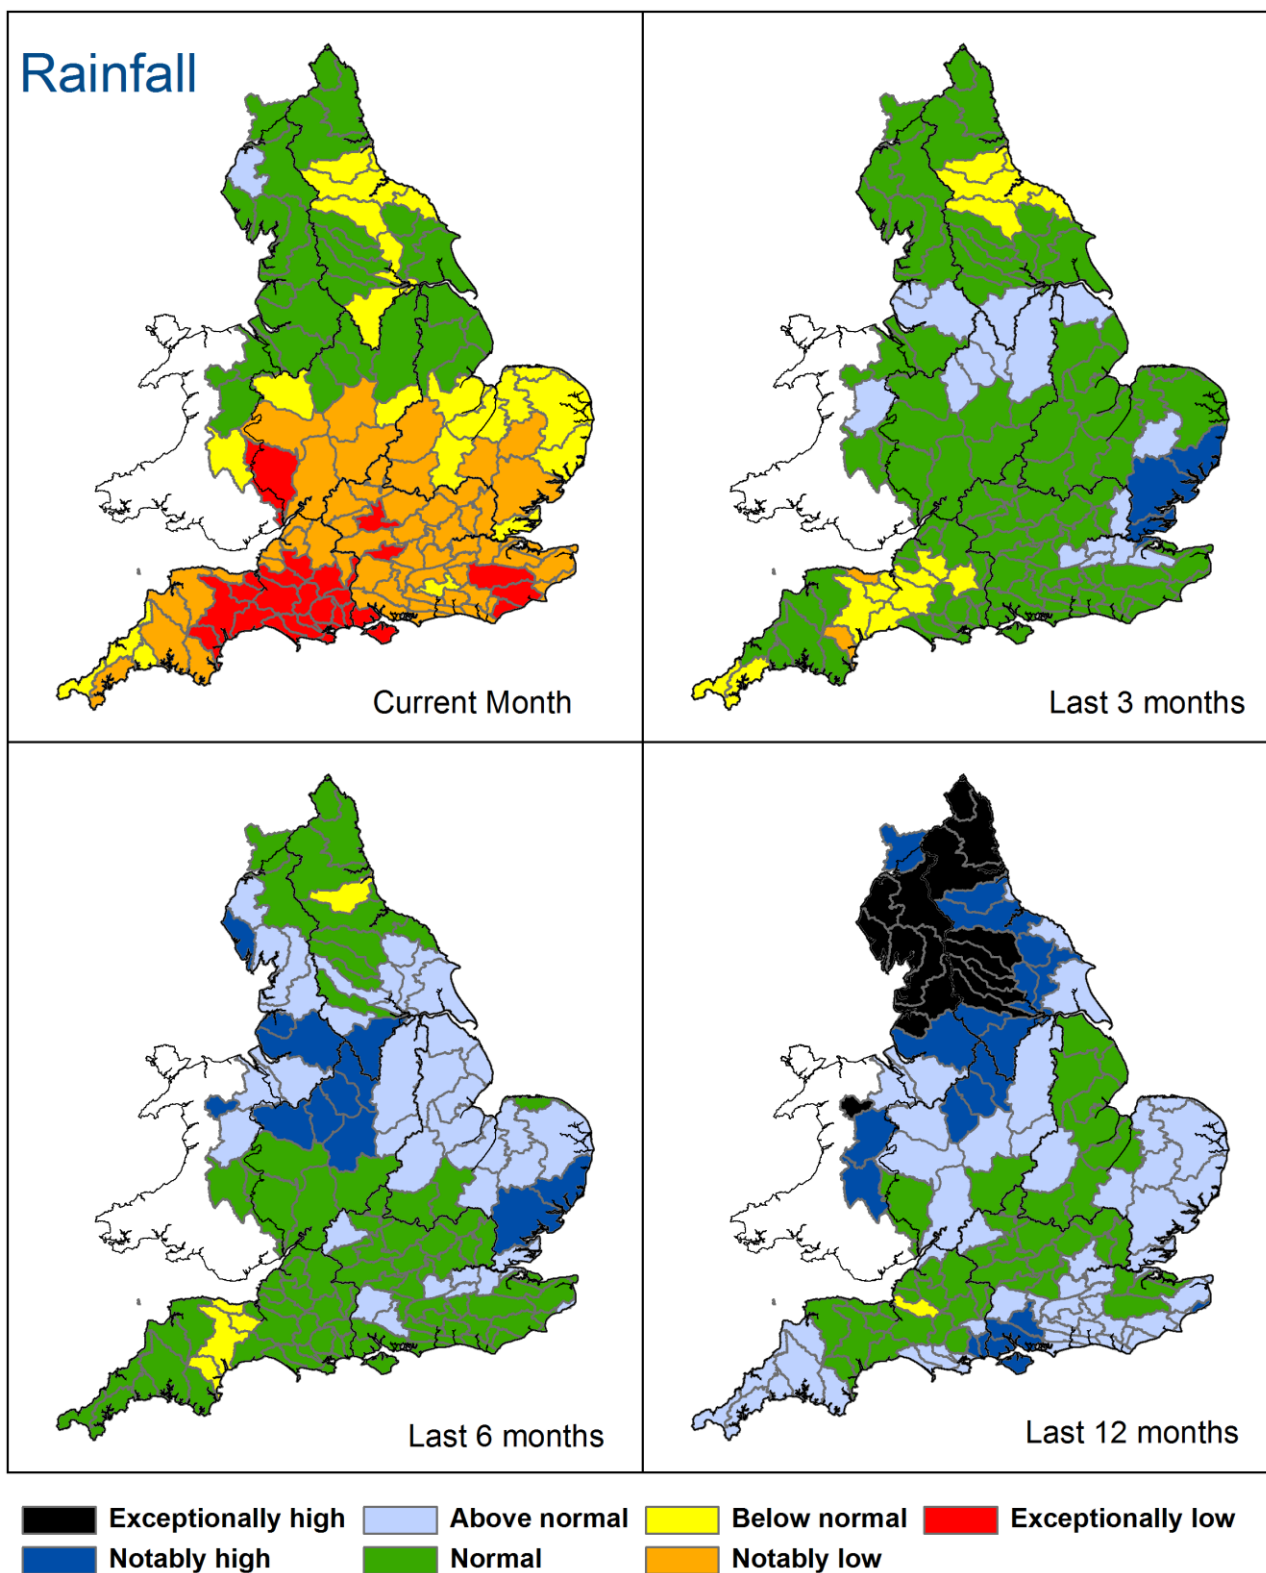 Rainfall
Current Month
Last 3 months
Last 6 months
Last 12 months
Exceptionally high
Above normal
Below normal
Exceptionally low
Notably high
Normal
Notably low